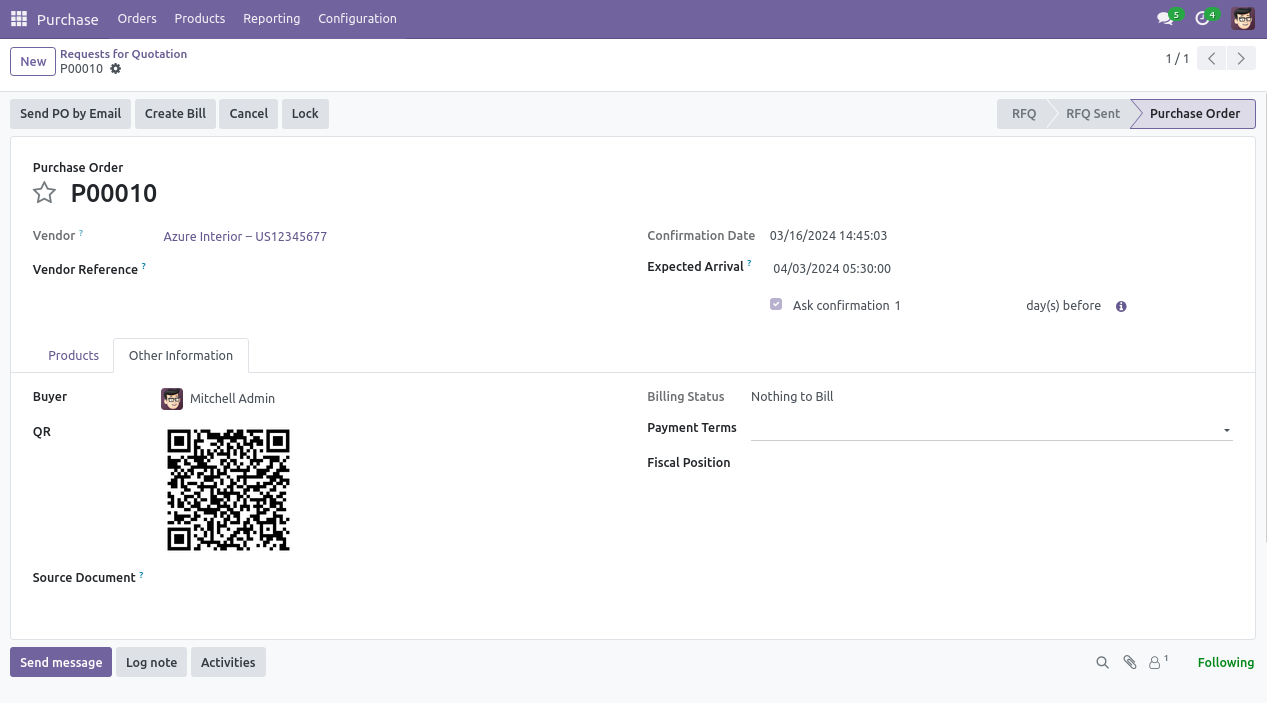 Purchase Orders Products Reporting Configuration 5 4
New Requests for Quotation
P00010
1 / 1
Send PO by Email Create Bill Cancel Lock RFQ RFQ Sent Purchase Order
Purchase Order
P00010
Vendor ? Azure Interior – US12345677
Confirmation Date 03/16/2024 14:45:03
Vendor Reference ?
Expected Arrival ? 04/03/2024 05:30:00
Ask confirmation 1 day(s) before
Products Other Information
Buyer Mitchell Admin
Billing Status Nothing to Bill
QR
Payment Terms
Fiscal Position
Source Document ?
Send message Log note Activities 1 Following